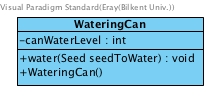 Visual Paradigm Standard(Eray(Bilkent Univ.))
WateringCan
-canWaterLevel : int
+water(Seed seedToWater) : void
+WateringCan()